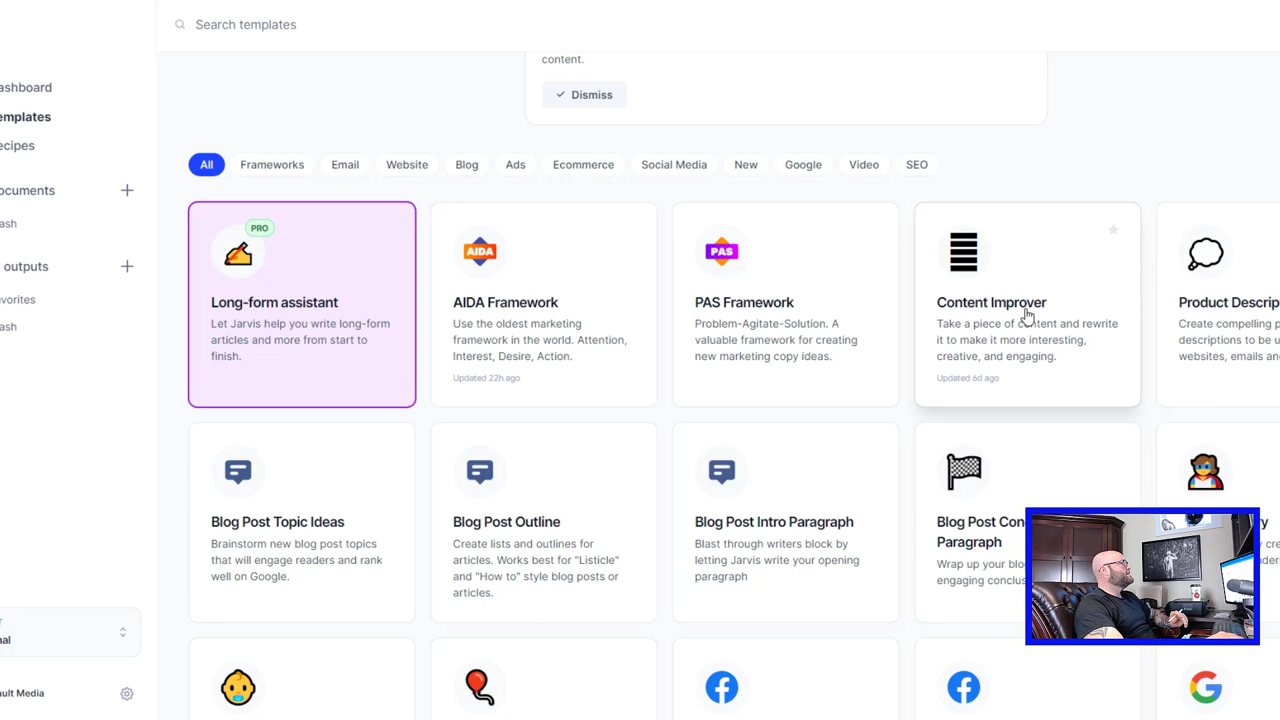 Search templates
content.
Dismiss
ashboard
emplates
ecipes
ocuments
ash
outputs
avorites
ash
nal
ault Media
All
Frameworks
Email
Website
Blog
Ads
Ecommerce
Social Media
New
Google
Video
SEO
PRO
Long-form assistant
Let Jarvis help you write long-form
articles and more from start to
finish.
AIDA
AIDA Framework
Use the oldest marketing
framework in the world. Attention,
Interest, Desire, Action.
Updated 22h ago
PAS
PAS Framework
Problem-Agitate-Solution. A
valuable framework for creating
new marketing copy ideas.
Content Improver
Take a piece of content and rewrite
it to make it more interesting,
creative, and engaging.
Updated 6d ago
Product Descrip
Create compelling p
descriptions to be u
websites, emails an
Blog Post Topic Ideas
Brainstorm new blog post topics
that will engage readers and rank
well on Google.
Blog Post Outline
Create lists and outlines for
articles. Works best for "Listicle"
and "How to" style blog posts or
articles.
Blog Post Intro Paragraph
Blast through writers block by
letting Jarvis write your opening
paragraph
Blog Post Con
Paragraph
Wrap up your blo
engaging conclus